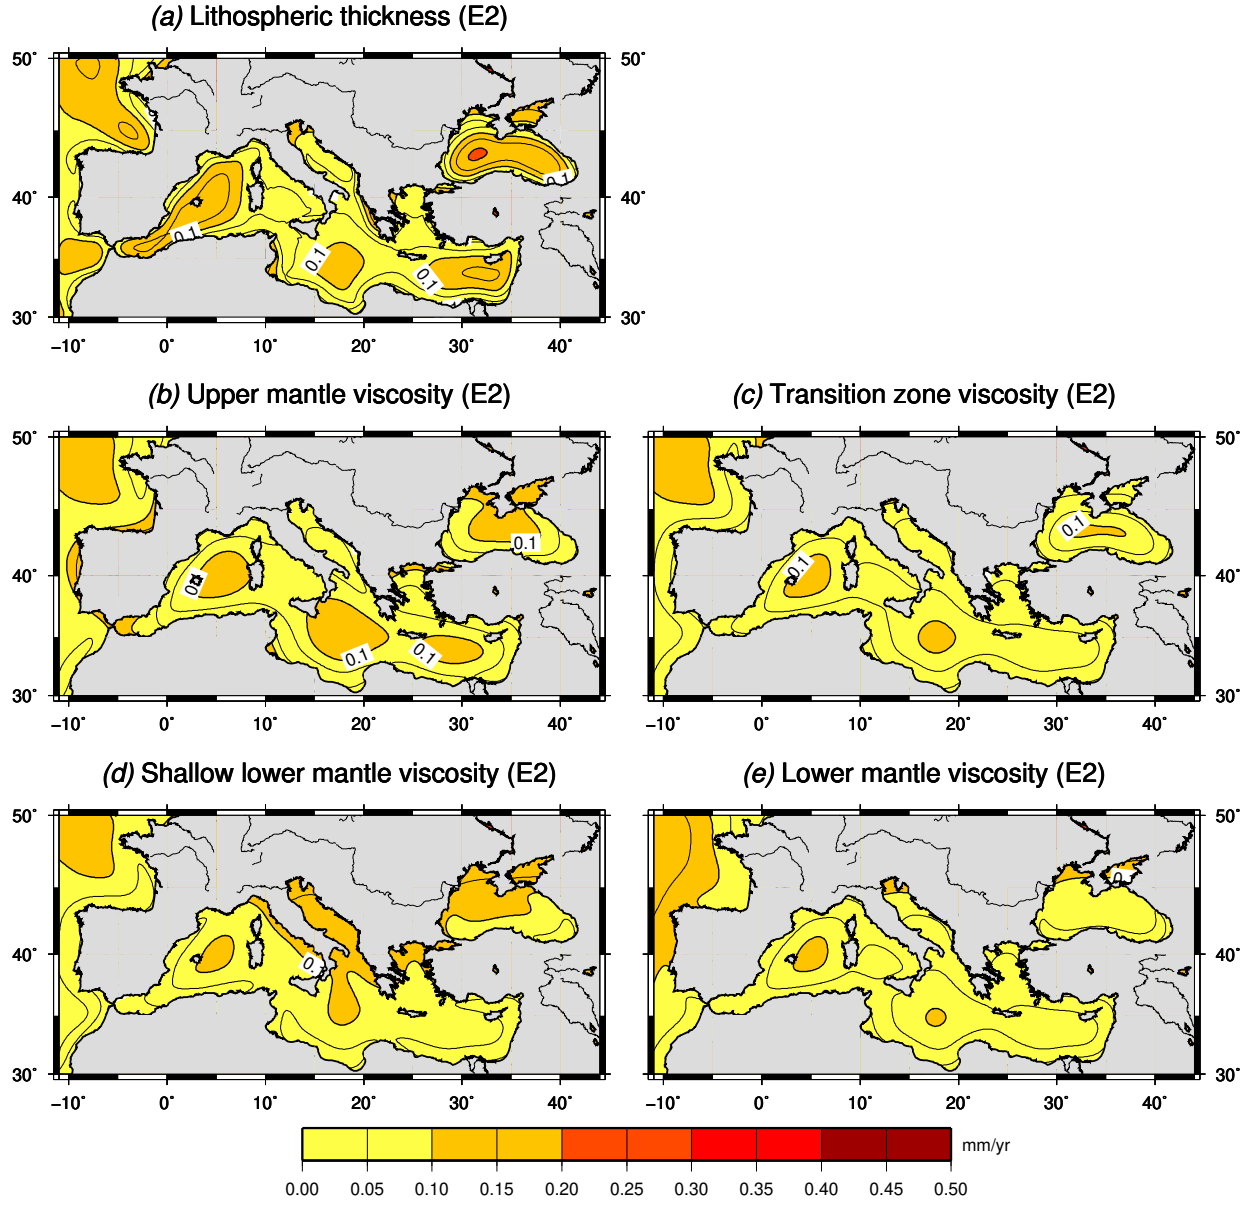 (a) Lithospheric thickness (E2)
50° 50°
40° 40°
30° 30°
0.1 0.1 0.1 0.1
−10° 0° 10° 20° 30° 40°
(b) Upper mantle viscosity (E2)
(c) Transition zone viscosity (E2)
50° 50°
40° 40°
30° 30°
0.1 0.1 0.1
0.1 0.1
−10° 0° 10° 20° 30° 40°
−10° 0° 10° 20° 30° 40°
(d) Shallow lower mantle viscosity (E2)
(e) Lower mantle viscosity (E2)
50° 50°
40° 40°
30° 30°
−10° 0° 10° 20° 30° 40°
−10° 0° 10° 20° 30° 40°
mm/yr
0.00 0.05 0.10 0.15 0.20 0.25 0.30 0.35 0.40 0.45 0.50